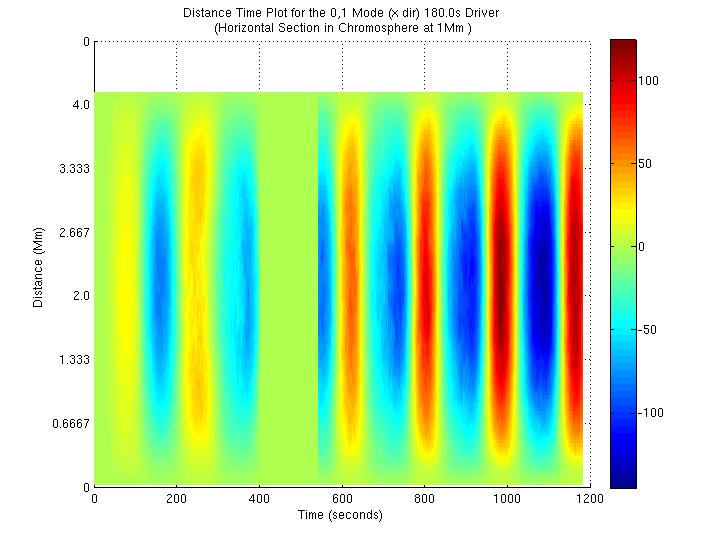 Distance Time Plot for the 0,1 Mode (x dir) 180.0s Driver
(Horizontal Section in Chromosphere at 1Mm )
0
4.0
3.333
2.667
2.0
1.333
0.6667
0
Distance (Mm)
0 200 400 600 800 1000 1200
Time (seconds)
100
50
0
-50
-100